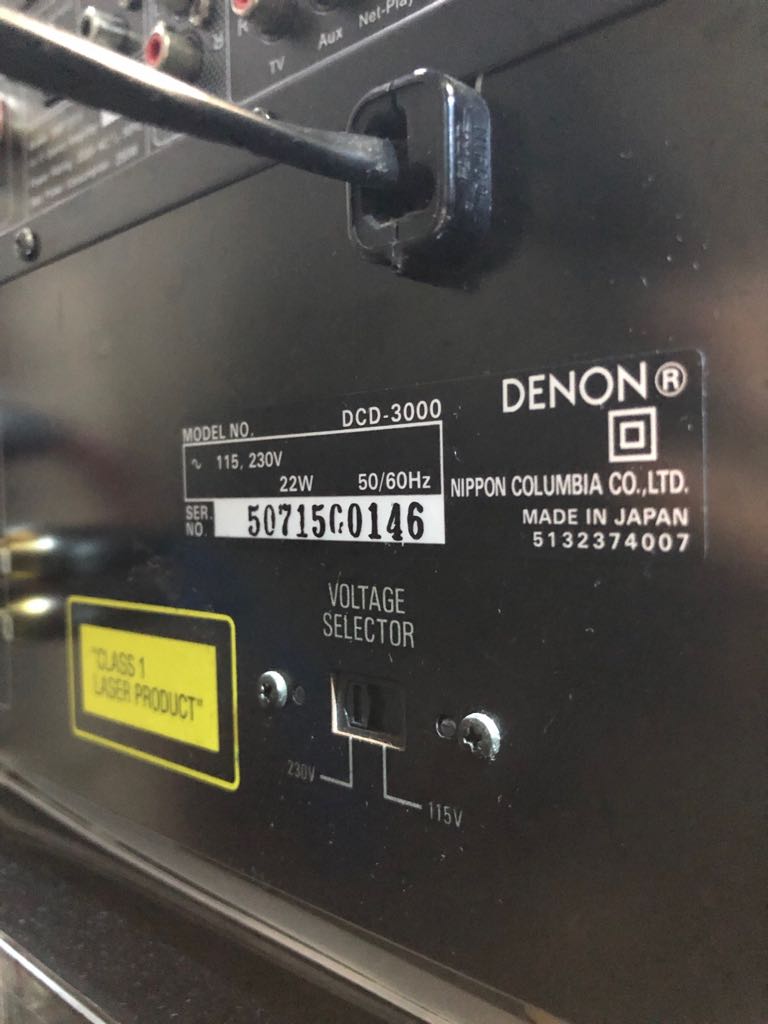 R
TV
Aux
Net-Play
DENON®
MODEL NO. DCD-3000
∿ 115, 230V
22W 50/60Hz
NIPPON COLUMBIA CO.,LTD.
SER. NO. 50715G0146
MADE IN JAPAN
5132374007
VOLTAGE
SELECTOR
"CLASS 1
LASER PRODUCT"
230V
115V